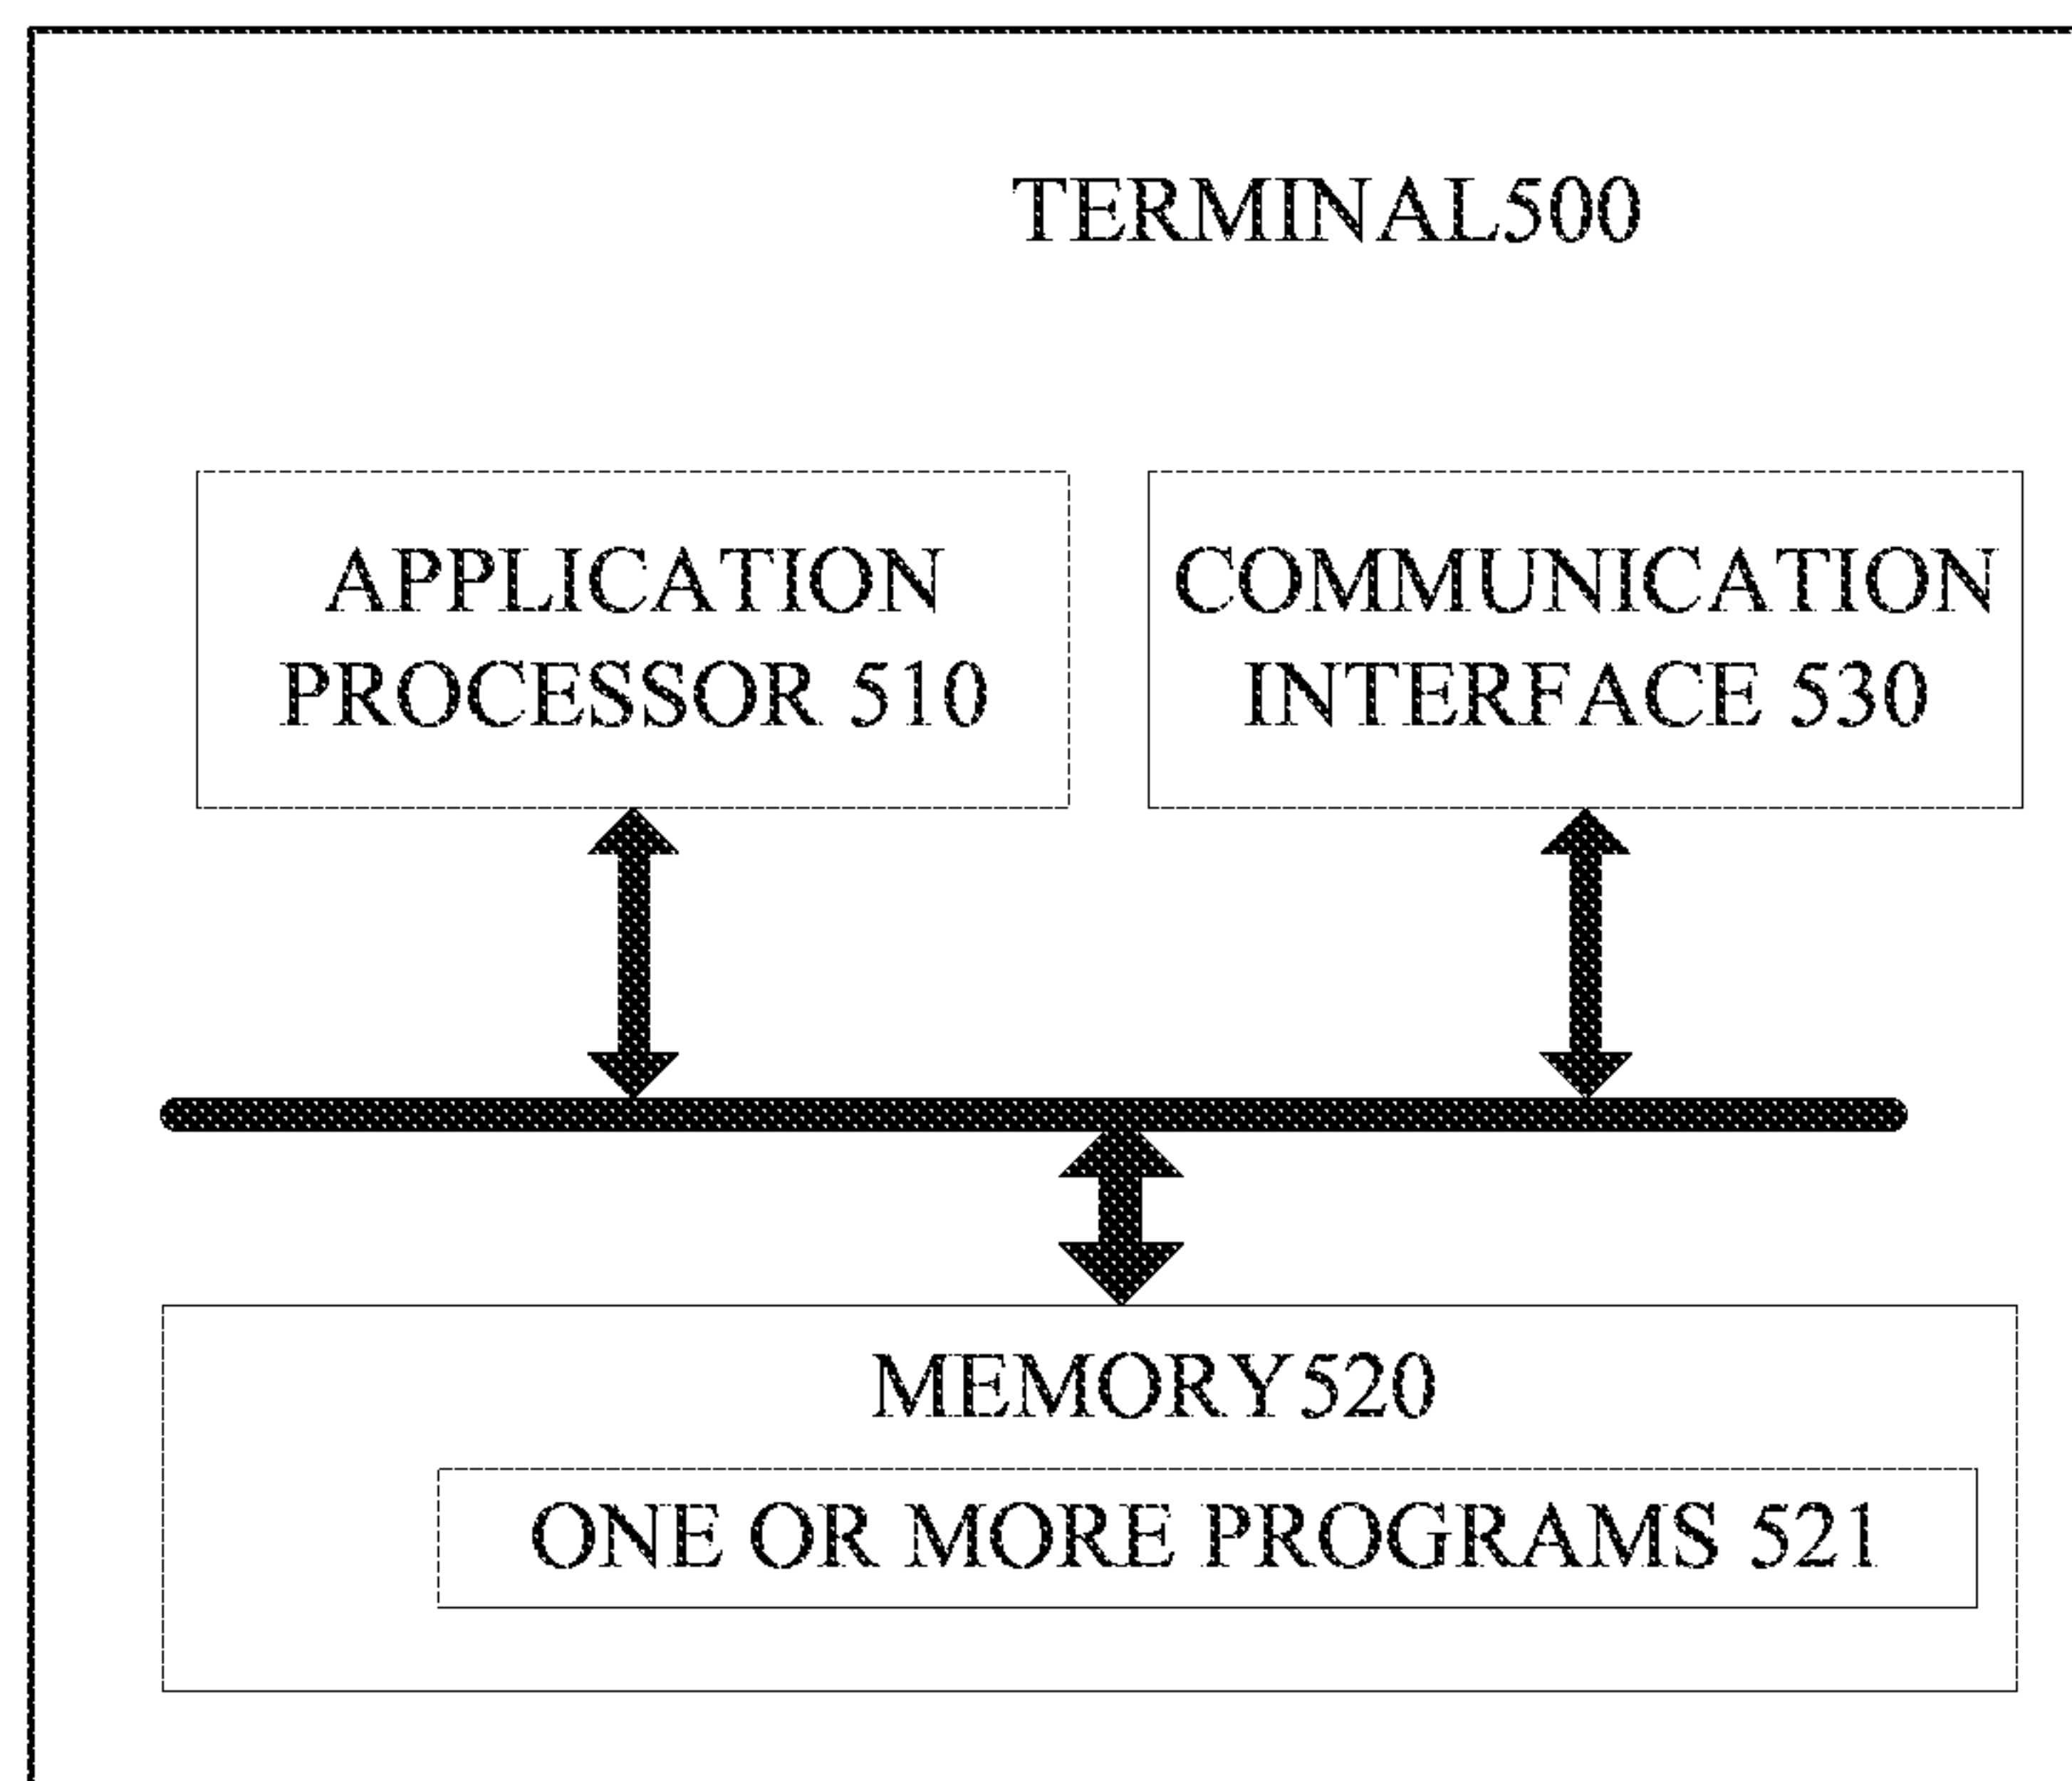 TERMINAL500
APPLICATION
PROCESSOR 510
COMMUNICATION
INTERFACE 530
MEMORY520
ONE OR MORE PROGRAMS 521